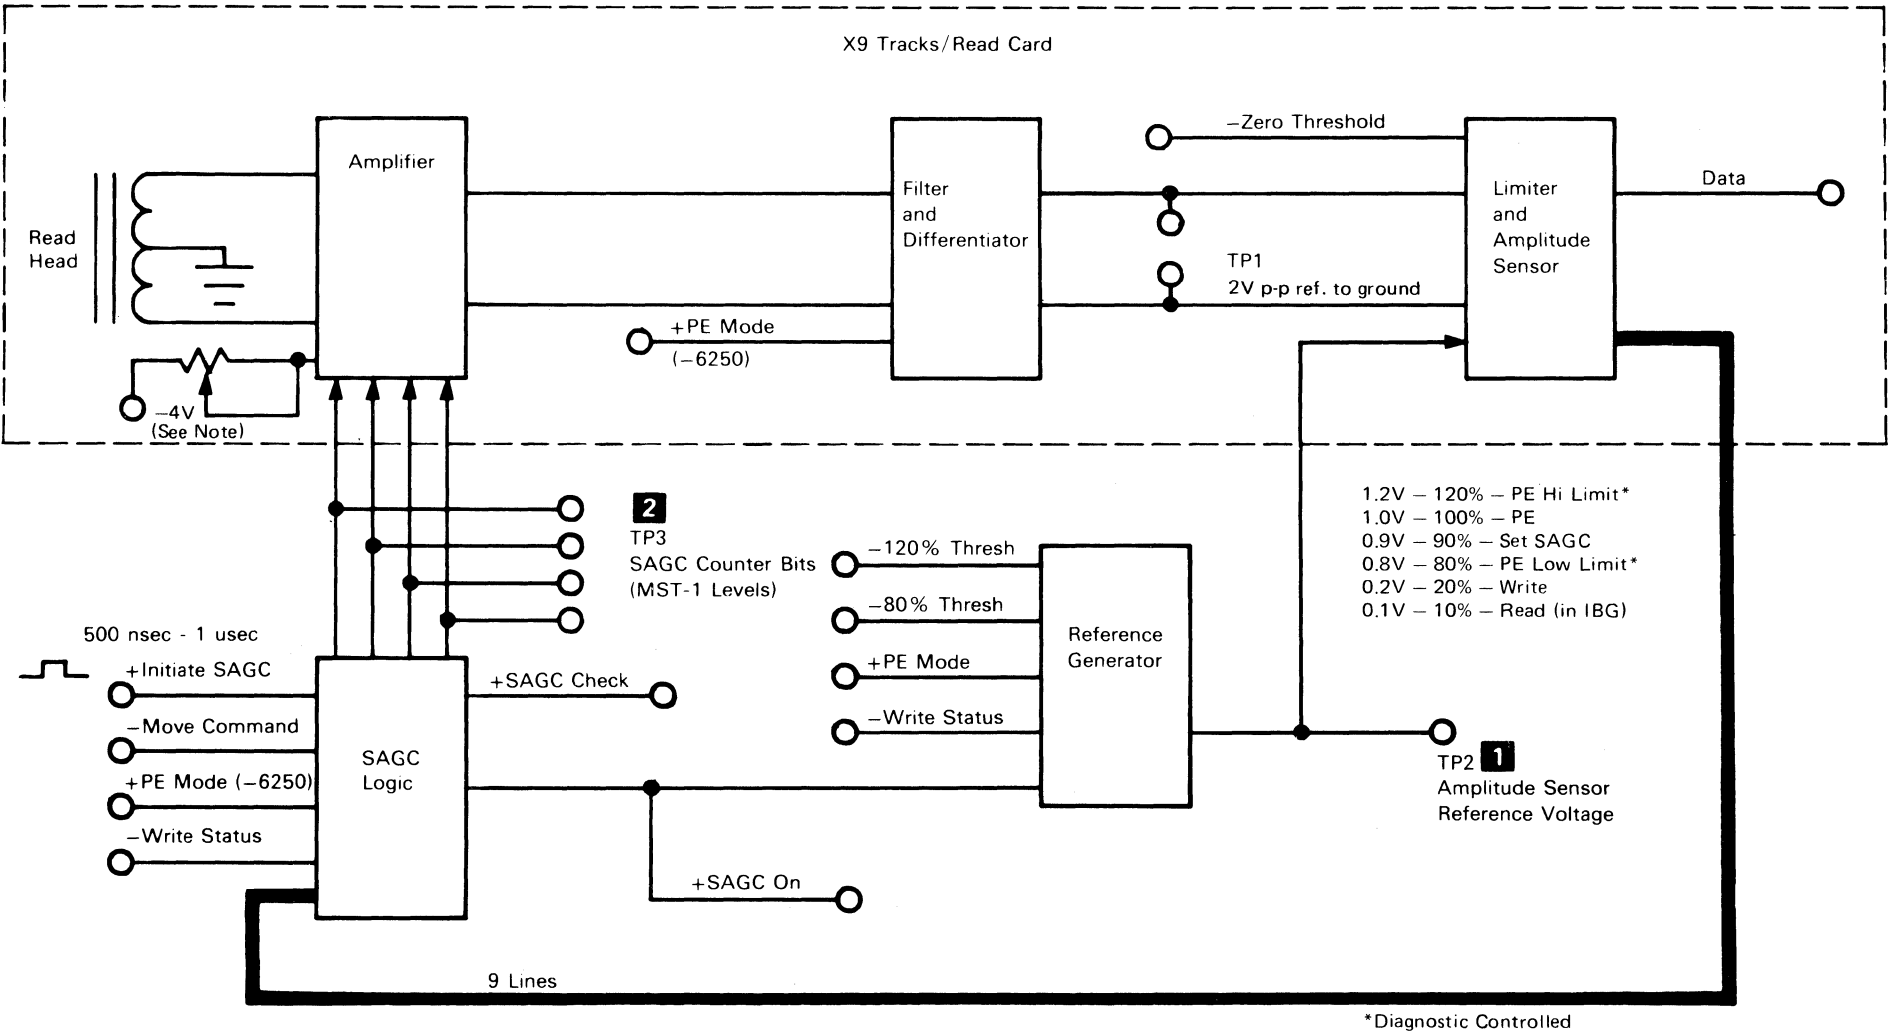 X9 Tracks/Read Card
Amplifier
Read
Head
−4V
(See Note)
+PE Mode
(−6250)
Filter
and
Differentiator
−Zero Threshold
TP1
2V p-p ref. to ground
Limiter
and
Amplitude
Sensor
Data
2
TP3
SAGC Counter Bits
(MST-1 Levels)
1.2V − 120% − PE Hi Limit*
1.0V − 100% − PE
0.9V − 90% − Set SAGC
0.8V − 80% − PE Low Limit*
0.2V − 20% − Write
0.1V − 10% − Read (in IBG)
−120% Thresh
−80% Thresh
+PE Mode
−Write Status
Reference
Generator
500 nsec - 1 usec
+Initiate SAGC
−Move Command
+PE Mode (−6250)
−Write Status
SAGC
Logic
+SAGC Check
+SAGC On
TP2 1
Amplitude Sensor
Reference Voltage
9 Lines
*Diagnostic Controlled